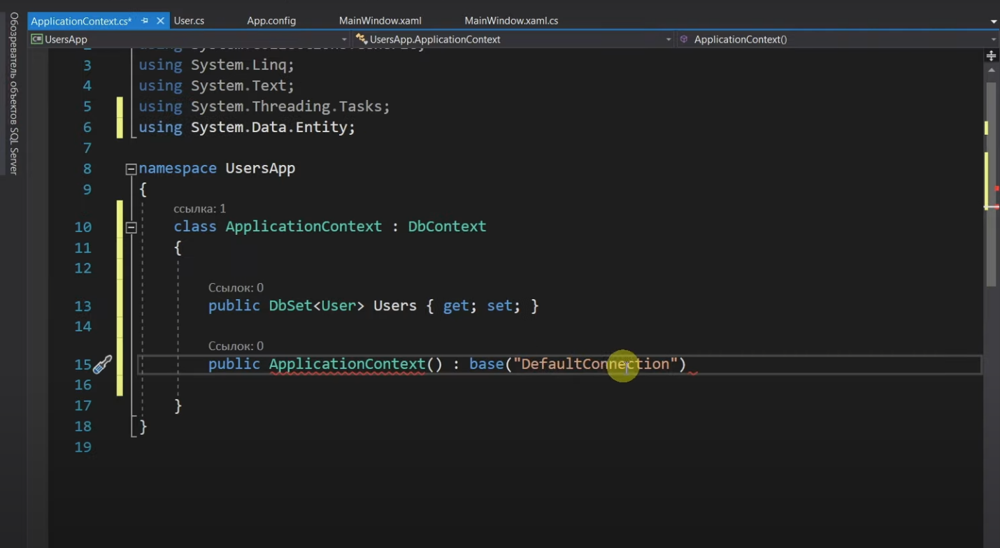 Обозреватель объектов SQL Server
ApplicationContext.cs* User.cs App.config MainWindow.xaml MainWindow.xaml.cs
C# UsersApp UsersApp.ApplicationContext ApplicationContext()
3 using System.Linq;
4 using System.Text;
5 using System.Threading.Tasks;
6 using System.Data.Entity;
7
8 namespace UsersApp
9 {
ссылка: 1
10 class ApplicationContext : DbContext
11 {
12
Ссылок: 0
13 public DbSet<User> Users { get; set; }
14
Ссылок: 0
15 public ApplicationContext() : base("DefaultConnection")
16
17 }
18 }
19